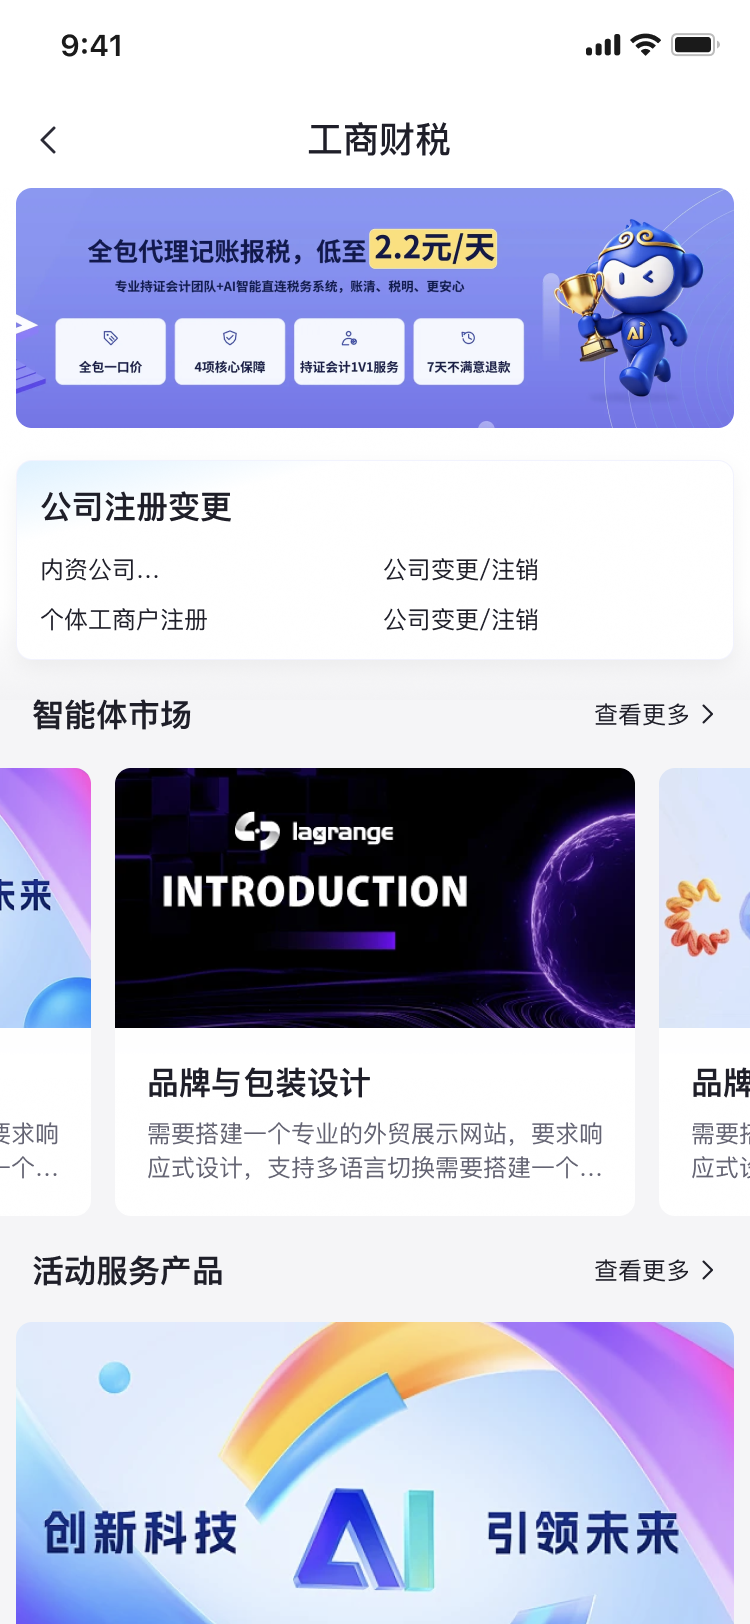 9:41
工商财税
全包代理记账报税，低至2.2元/天
专业持证会计团队+AI智能直连税务系统，账清、税明、更安心
全包一口价
4项核心保障
持证会计1V1服务
7天不满意退款
AI
公司注册变更
内资公司...
公司变更/注销
个体工商户注册
公司变更/注销
智能体市场
查看更多
未来
lagrange
INTRODUCTION
要求响
一个...
品牌与包装设计
需要搭建一个专业的外贸展示网站，要求响
应式设计，支持多语言切换需要搭建一个...
品牌
需要搭
应式设
活动服务产品
查看更多
创新科技
AI
引领未来